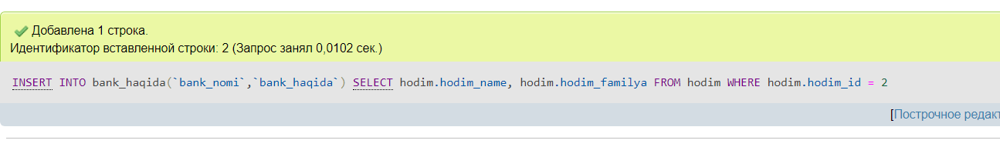 Добавлена 1 строка.
Идентификатор вставленной строки: 2 (Запрос занял 0,0102 сек.)
INSERT INTO bank_haqida(`bank_nomi`,`bank_haqida`) SELECT hodim.hodim_name, hodim.hodim_familya FROM hodim WHERE hodim.hodim_id = 2
[Построчное редакт